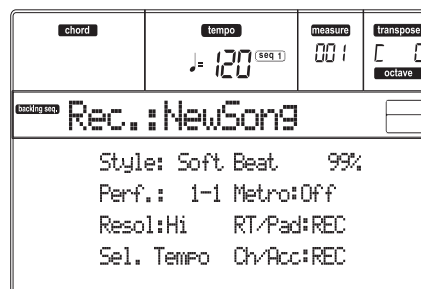 chord tempo measure transpose
♩= 120 seq 1 001 C
octave
backing seq. Rec.:NewSong
Style: Soft Beat 99%
Perf.: 1-1 Metro:Off
Resol:Hi RT/Pad:REC
Sel. Tempo Ch/Acc:REC